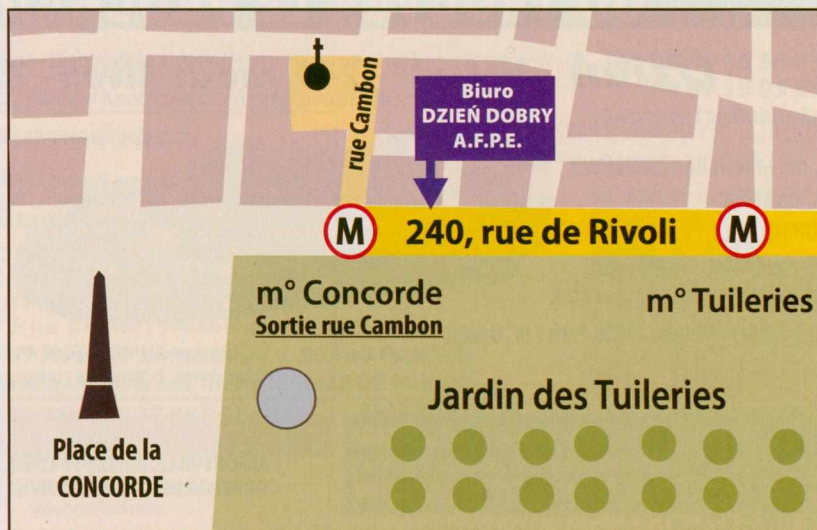 rue Cambon
Biuro
DZIEŃ DOBRY
A.F.P.E.
M
240, rue de Rivoli
M
m° Concorde
Sortie rue Cambon
m° Tuileries
Jardin des Tuileries
Place de la
CONCORDE